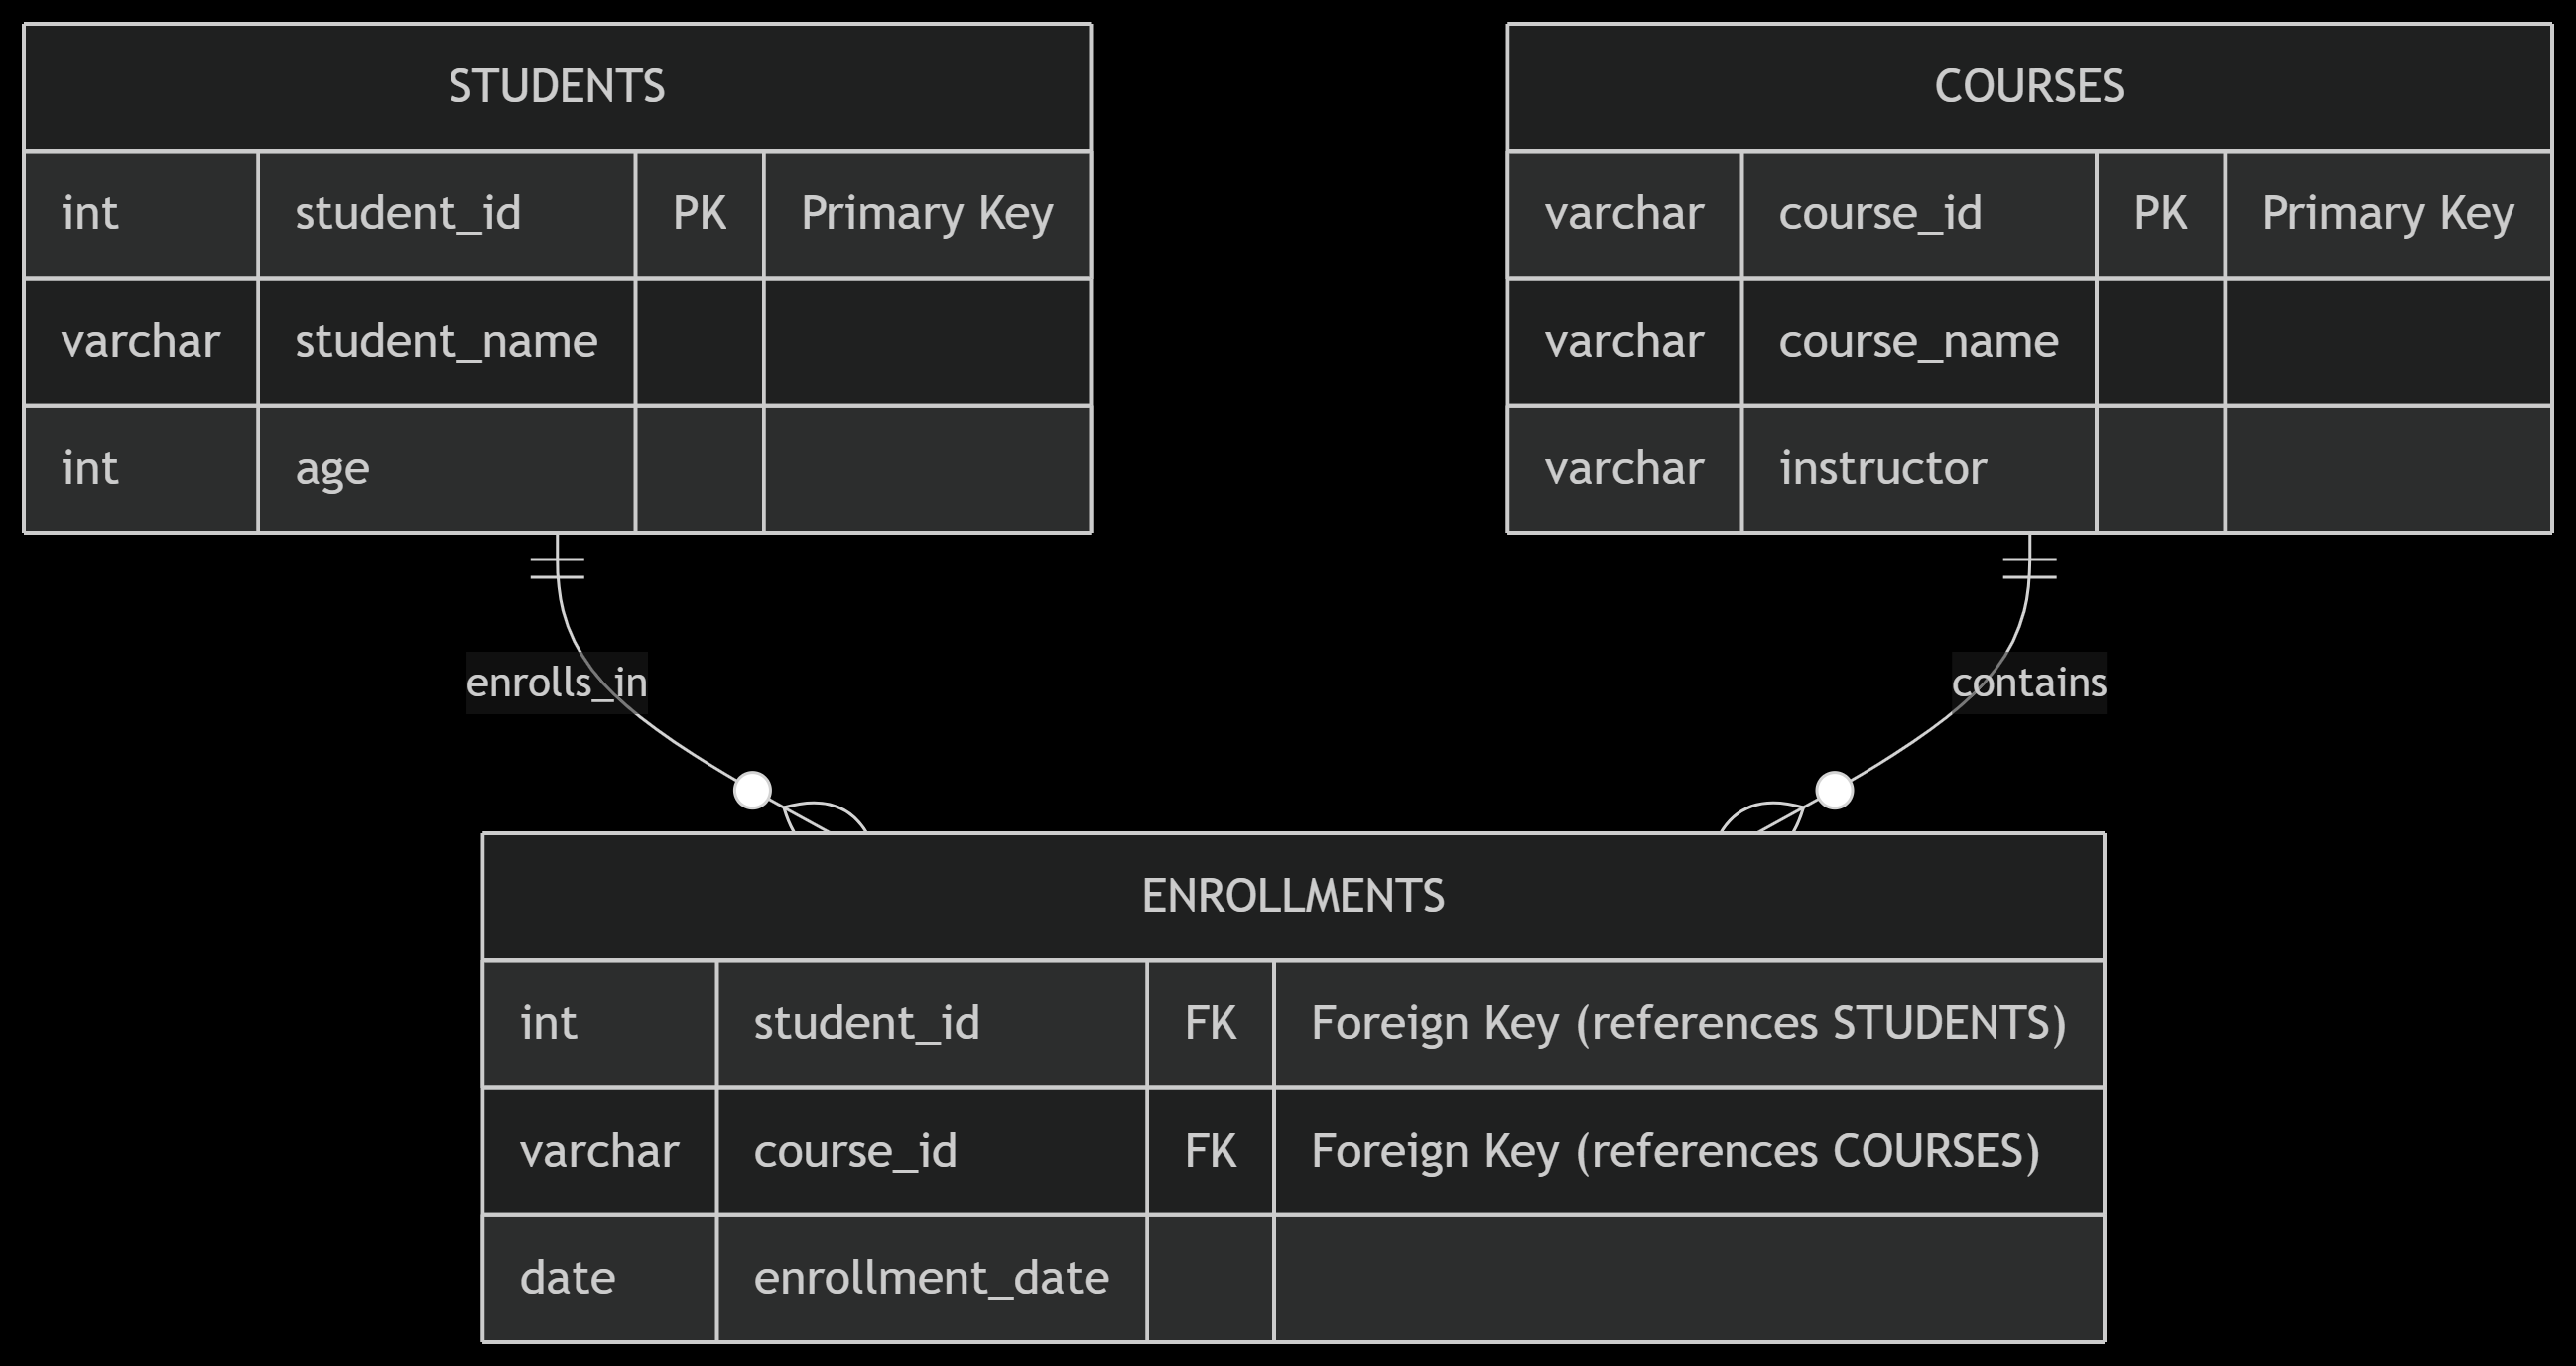 STUDENTS
int student_id PK Primary Key
varchar student_name
int age
COURSES
varchar course_id PK Primary Key
varchar course_name
varchar instructor
enrolls_in
contains
ENROLLMENTS
int student_id FK Foreign Key (references STUDENTS)
varchar course_id FK Foreign Key (references COURSES)
date enrollment_date